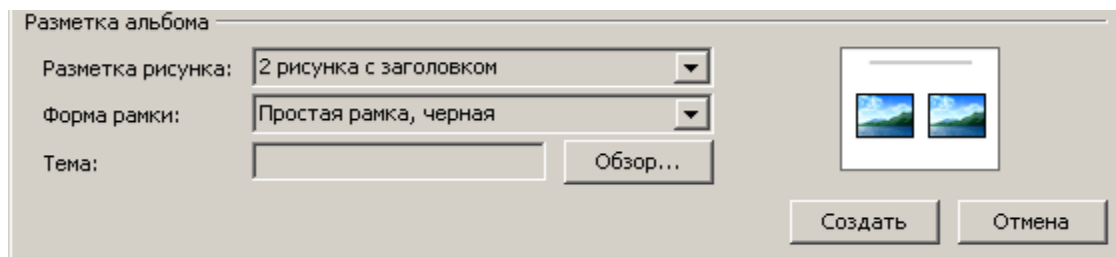 Разметка альбома
Разметка рисунка: 2 рисунка с заголовком
Форма рамки: Простая рамка, черная
Тема: Обзор...
Создать Отмена